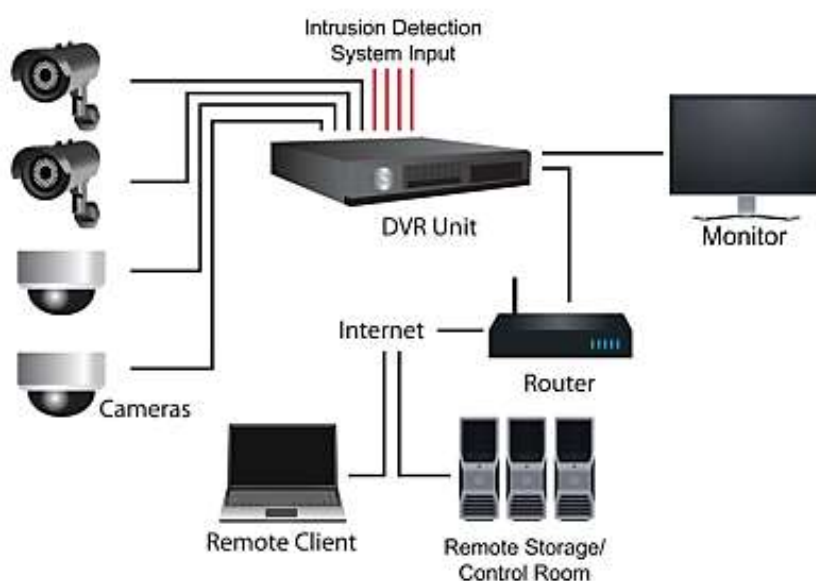 Intrusion Detection
System Input
DVR Unit
Monitor
Internet
Router
Cameras
Remote Client
Remote Storage/
Control Room